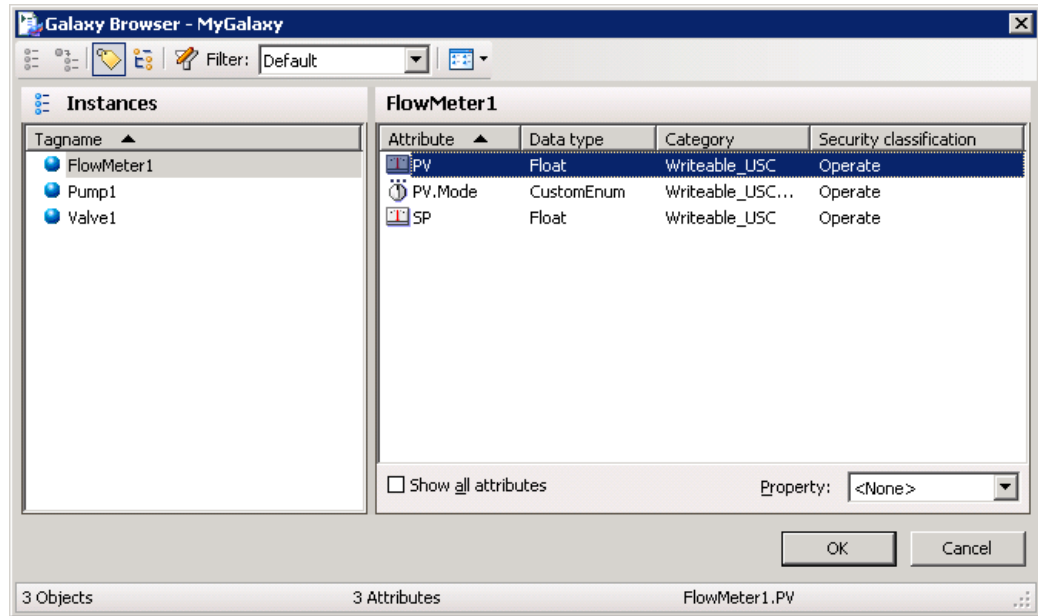 Galaxy Browser - MyGalaxy
Filter: Default
Instances
Tagname
FlowMeter1
Pump1
Valve1
FlowMeter1
Attribute Data type Category Security classification
PV Float Writeable_USC Operate
PV.Mode CustomEnum Writeable_USC... Operate
SP Float Writeable_USC Operate
Show all attributes Property: <None>
OK Cancel
3 Objects 3 Attributes FlowMeter1.PV